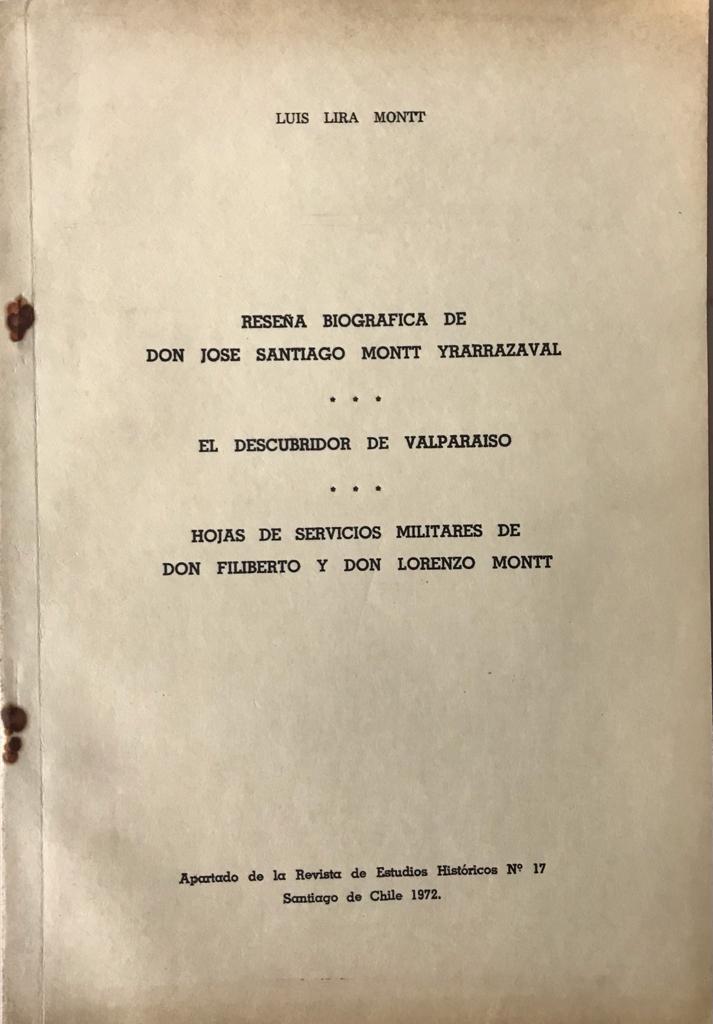 LUIS LIRA MONTT
RESEÑA BIOGRAFICA DE
DON JOSE SANTIAGO MONTT YRARRAZAVAL
* * *
EL DESCUBRIDOR DE VALPARAISO
* * *
HOJAS DE SERVICIOS MILITARES DE
DON FILIBERTO Y DON LORENZO MONTT
Apartado de la Revista de Estudios Históricos Nº 17
Santiago de Chile 1972.